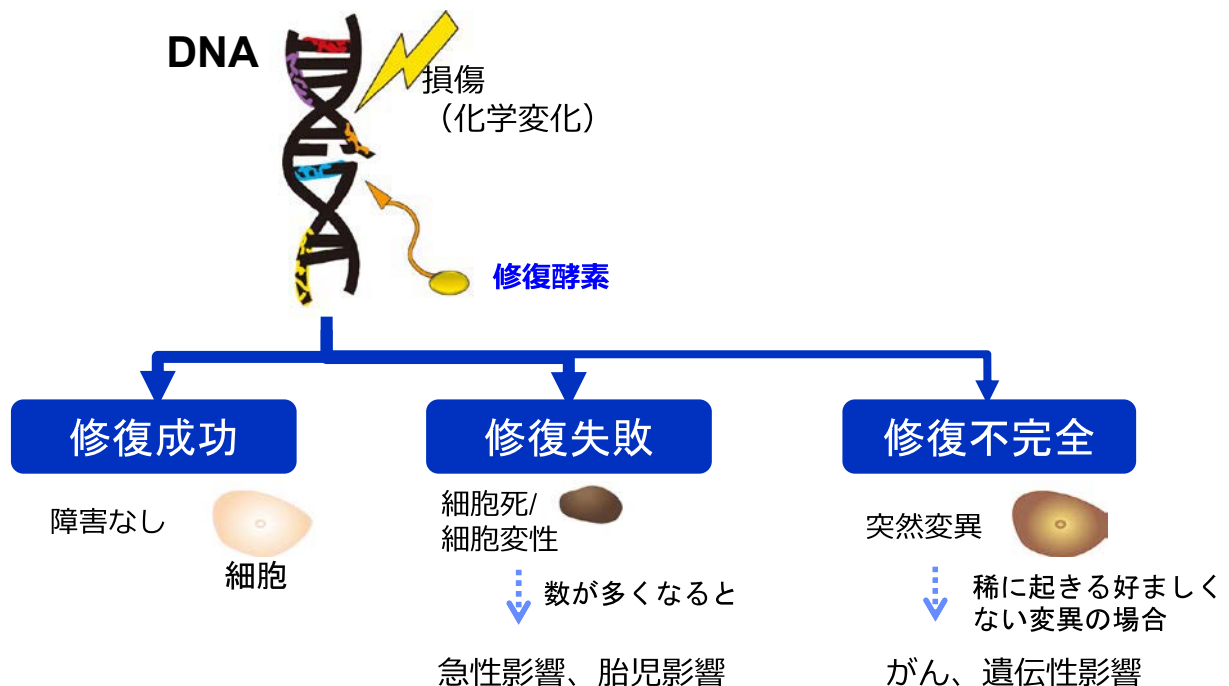 DNA
損傷
（化学変化）
修復酵素
修復成功
修復失敗
修復不完全
障害なし
細胞
細胞死/
細胞変性
数が多くなると
急性影響、胎児影響
突然変異
稀に起きる好ましく
ない変異の場合
がん、遺伝性影響